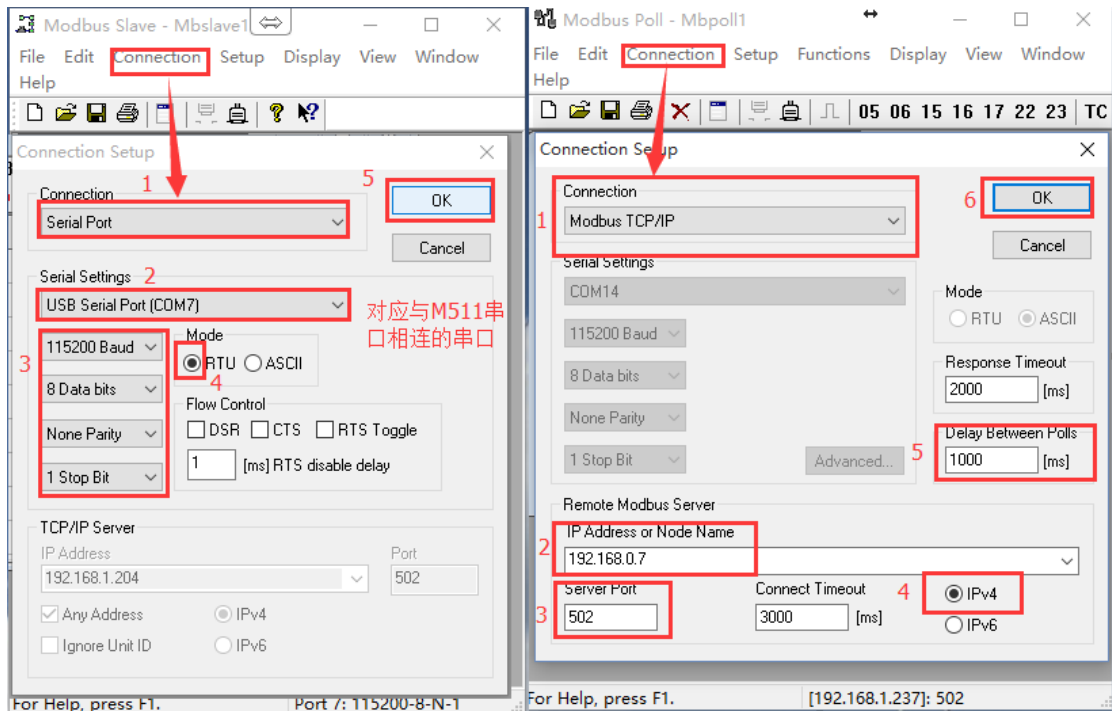 Modbus Slave - Mbslave1
File Edit Connection Setup Display View Window
Help
Connection Setup
1
Connection
Serial Port
5
OK
Cancel
Serial Settings
2
USB Serial Port (COM7)
对应与M511串
口相连的串口
3
115200 Baud
8 Data bits
None Parity
1 Stop Bit
Mode
RTU ASCII
4
Flow Control
DSR CTS RTS Toggle
1 [ms] RTS disable delay
TCP/IP Server
IP Address Port
192.168.1.204 502
Any Address IPv4
Ignore Unit ID IPv6
For Help, press F1. Port 7: 115200-8-N-1
Modbus Poll - Mbpoll1
File Edit Connection Setup Functions Display View Window
Help
05 06 15 16 17 22 23 TC
Connection Setup
Connection
1
Modbus TCP/IP
6
OK
Cancel
Serial Settings
COM14
115200 Baud
8 Data bits
None Parity
1 Stop Bit
Advanced...
Mode
RTU ASCII
Response Timeout
2000 [ms]
Delay Between Polls
5
1000 [ms]
Remote Modbus Server
IP Address or Node Name
2
192.168.0.7
Server Port
3
502
Connect Timeout
3000 [ms]
4
IPv4
IPv6
For Help, press F1. [192.168.1.237]: 502